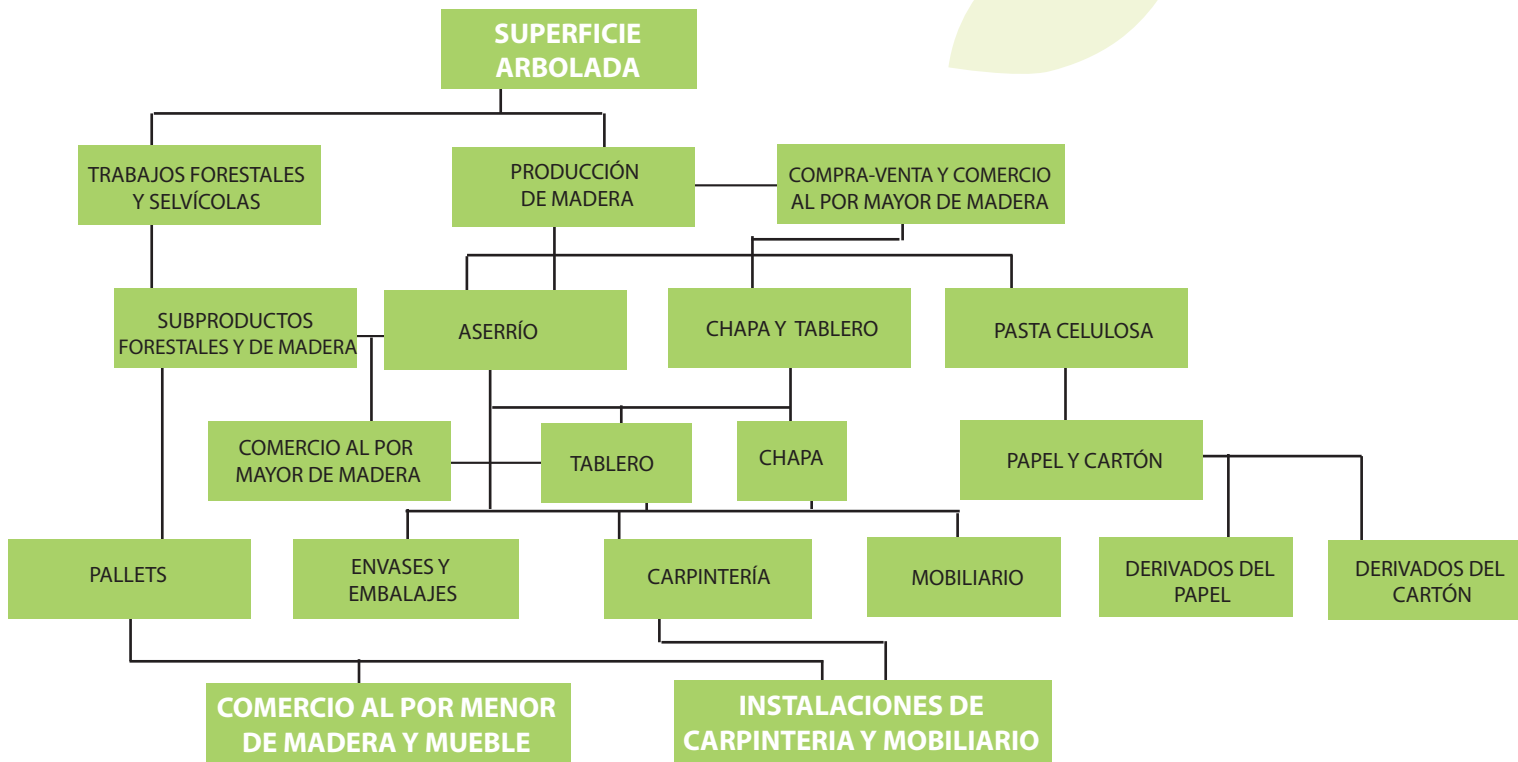 SUPERFICIE
ARBOLADA
TRABAJOS FORESTALES
Y SELVÍCOLAS
PRODUCCIÓN
DE MADERA
COMPRA-VENTA Y COMERCIO
AL POR MAYOR DE MADERA
SUBPRODUCTOS
FORESTALES Y DE MADERA
ASERRÍO
CHAPA Y TABLERO
PASTA CELULOSA
COMERCIO AL POR
MAYOR DE MADERA
TABLERO
CHAPA
PAPEL Y CARTÓN
PALLETS
ENVASES Y
EMBALAJES
CARPINTERÍA
MOBILIARIO
DERIVADOS DEL
PAPEL
DERIVADOS DEL
CARTÓN
COMERCIO AL POR MENOR
DE MADERA Y MUEBLE
INSTALACIONES DE
CARPINTERIA Y MOBILIARIO